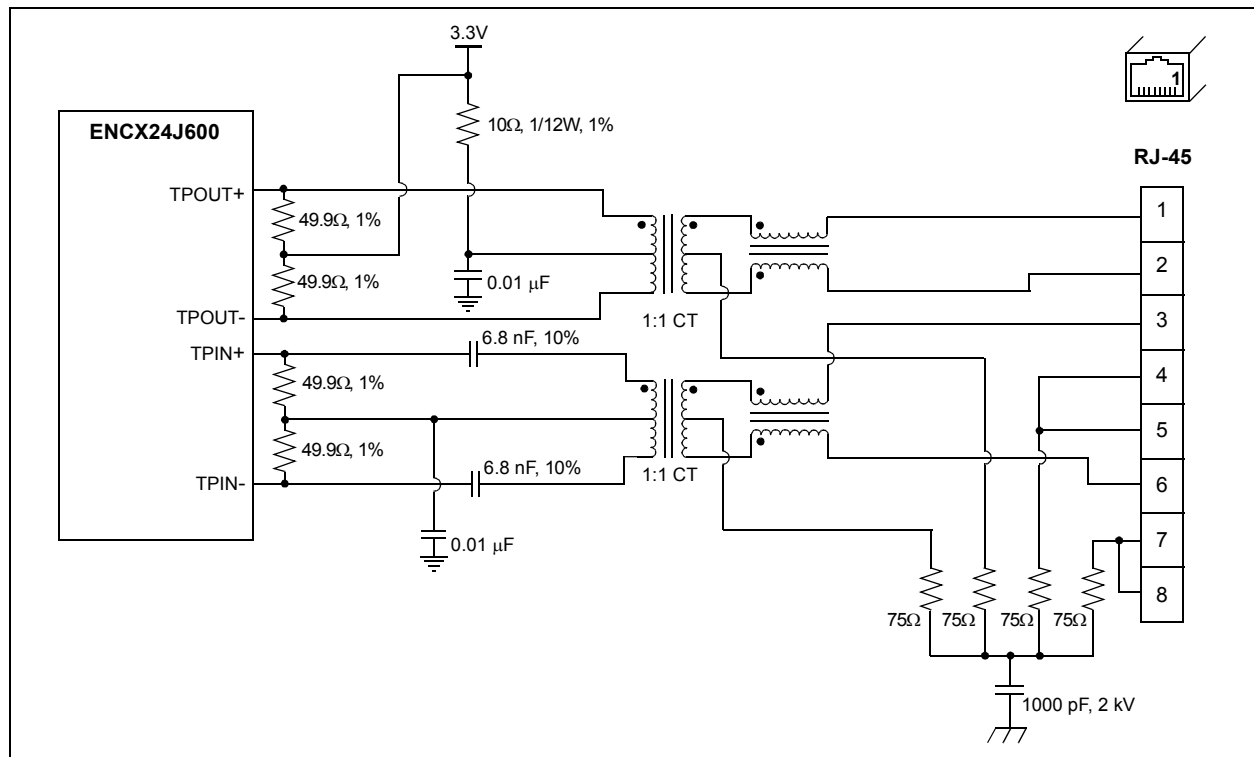 3.3V
1
ENCX24J600
10Ω, 1/12W, 1%
RJ-45
TPOUT+
49.9Ω, 1%
1
2
49.9Ω, 1%
0.01 μF
TPOUT-
1:1 CT
3
6.8 nF, 10%
TPIN+
49.9Ω, 1%
4
5
49.9Ω, 1%
6.8 nF, 10%
1:1 CT
TPIN-
6
0.01 μF
7
8
75Ω 75Ω 75Ω 75Ω
1000 pF, 2 kV